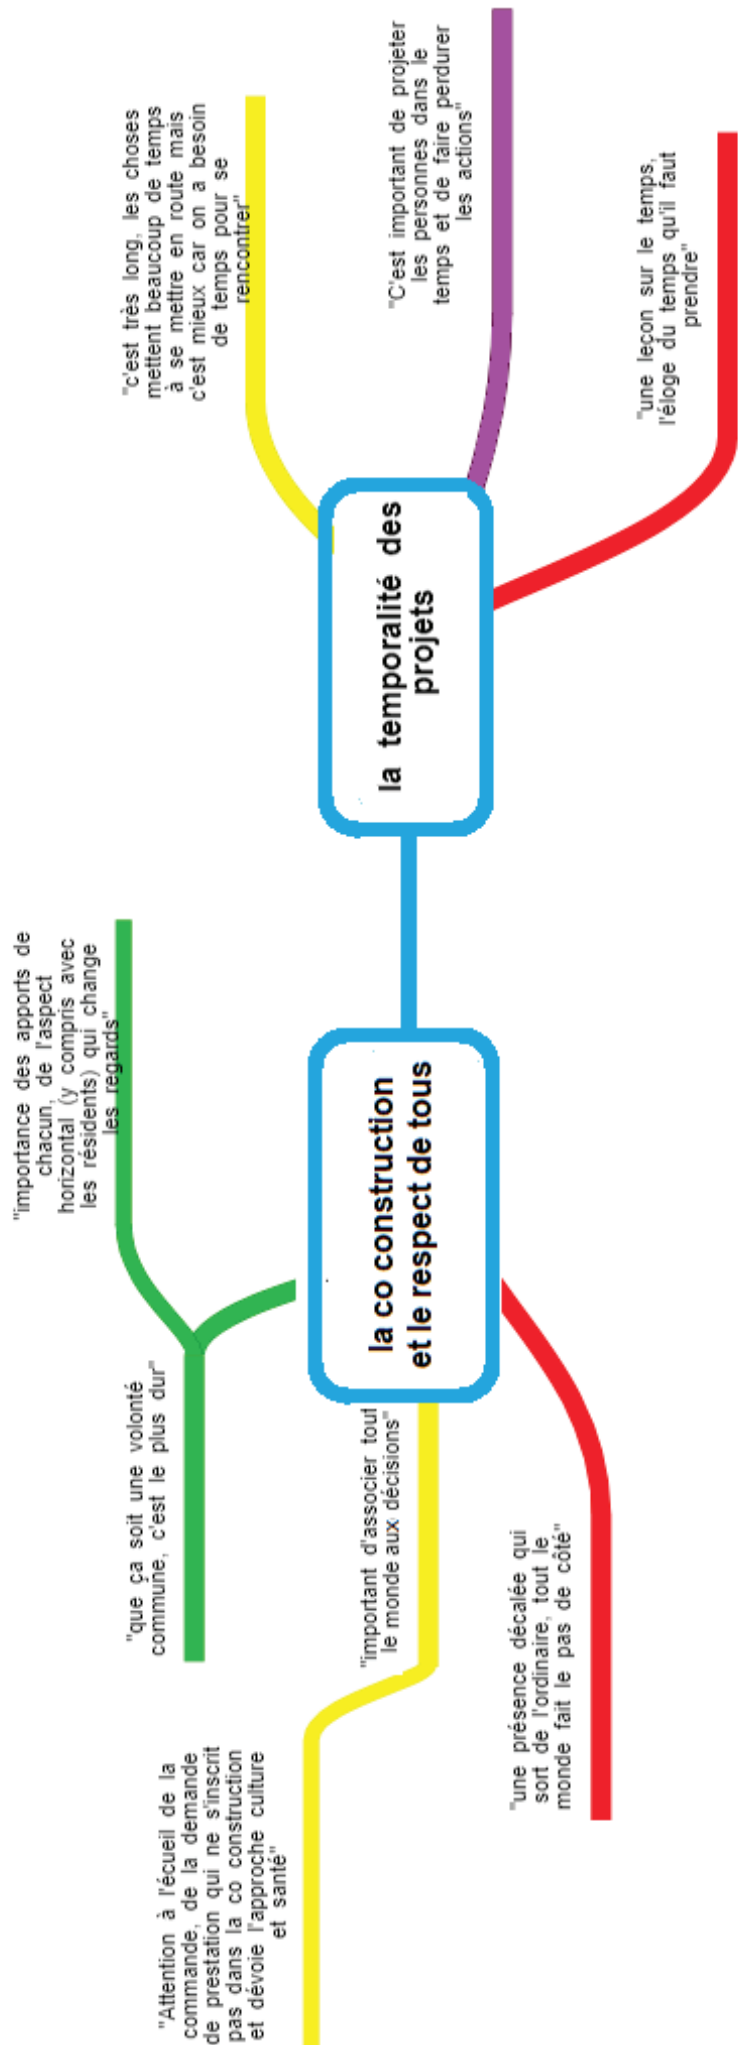 "Attention à l'écueil de la
commande, de la demande
de prestation qui ne s'inscrit
pas dans la co construction
et dévoie l'approche culture
et santé"
"que ça soit une volonté
commune, c'est le plus dur"
"importance des apports de
chacun, de l'aspect
horizontal (y compris avec
les résidents) qui change
les regards"
"important d'associer tout
le monde aux décisions"
la co construction
et le respect de tous
"une présence décalée qui
sort de l'ordinaire, tout le
monde fait le pas de côté"
"c'est très long, les choses
mettent beaucoup de temps
à se mettre en route mais
c'est mieux car on a besoin
de temps pour se
rencontrer"
la temporalité des
projets
"C'est important de projeter
les personnes dans le
temps et de faire perdurer
les actions"
"une leçon sur le temps,
l'éloge du temps qu'il faut
prendre"